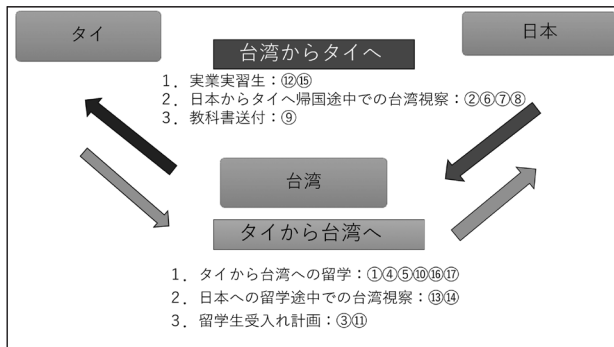 タイ
日本
台湾からタイへ
1．実業実習生：⑫⑮
2．日本からタイへ帰国途中での台湾視察：②⑥⑦⑧
3．教科書送付：⑨
台湾
タイから台湾へ
1．タイから台湾への留学：①④⑤⑩⑯⑰
2．日本への留学途中での台湾視察：⑬⑭
3．留学生受入れ計画：③⑪